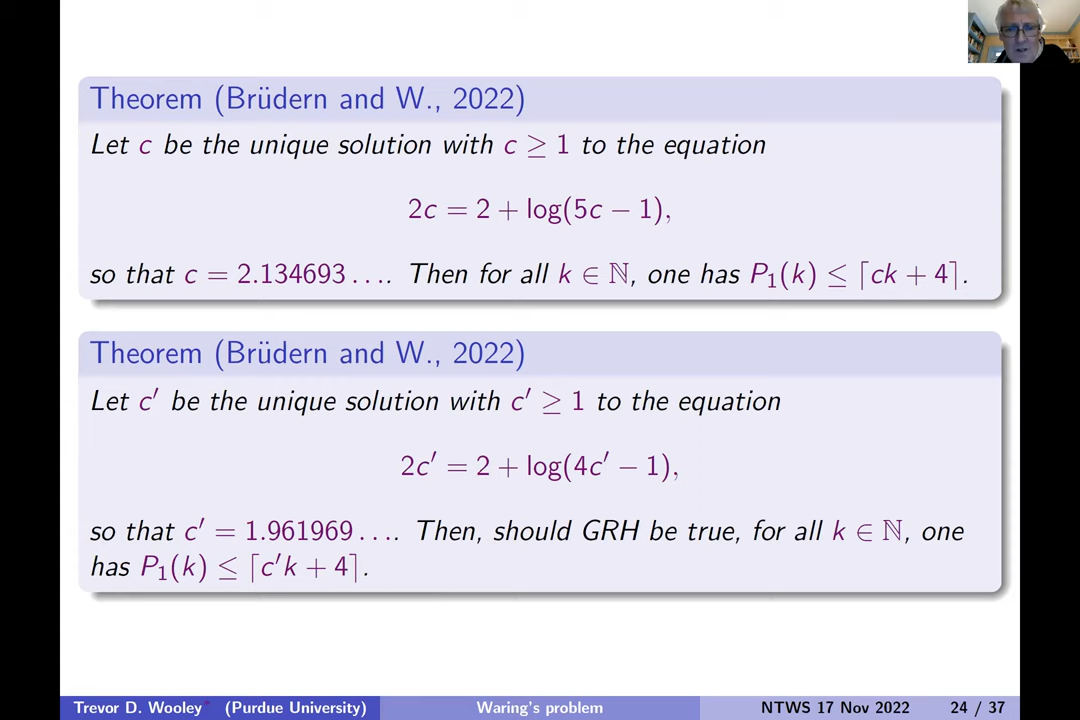 Theorem (Brüdern and W., 2022)
Let c be the unique solution with c ≥ 1 to the equation
2c = 2 + log(5c − 1),
so that c = 2.134693.... Then for all k ∈ ℕ, one has P₁(k) ≤ ⌈ck + 4⌉.
Theorem (Brüdern and W., 2022)
Let c′ be the unique solution with c′ ≥ 1 to the equation
2c′ = 2 + log(4c′ − 1),
so that c′ = 1.961969.... Then, should GRH be true, for all k ∈ ℕ, one
has P₁(k) ≤ ⌈c′k + 4⌉.
Trevor D. Wooley (Purdue University) Waring's problem NTWS 17 Nov 2022 24 / 37